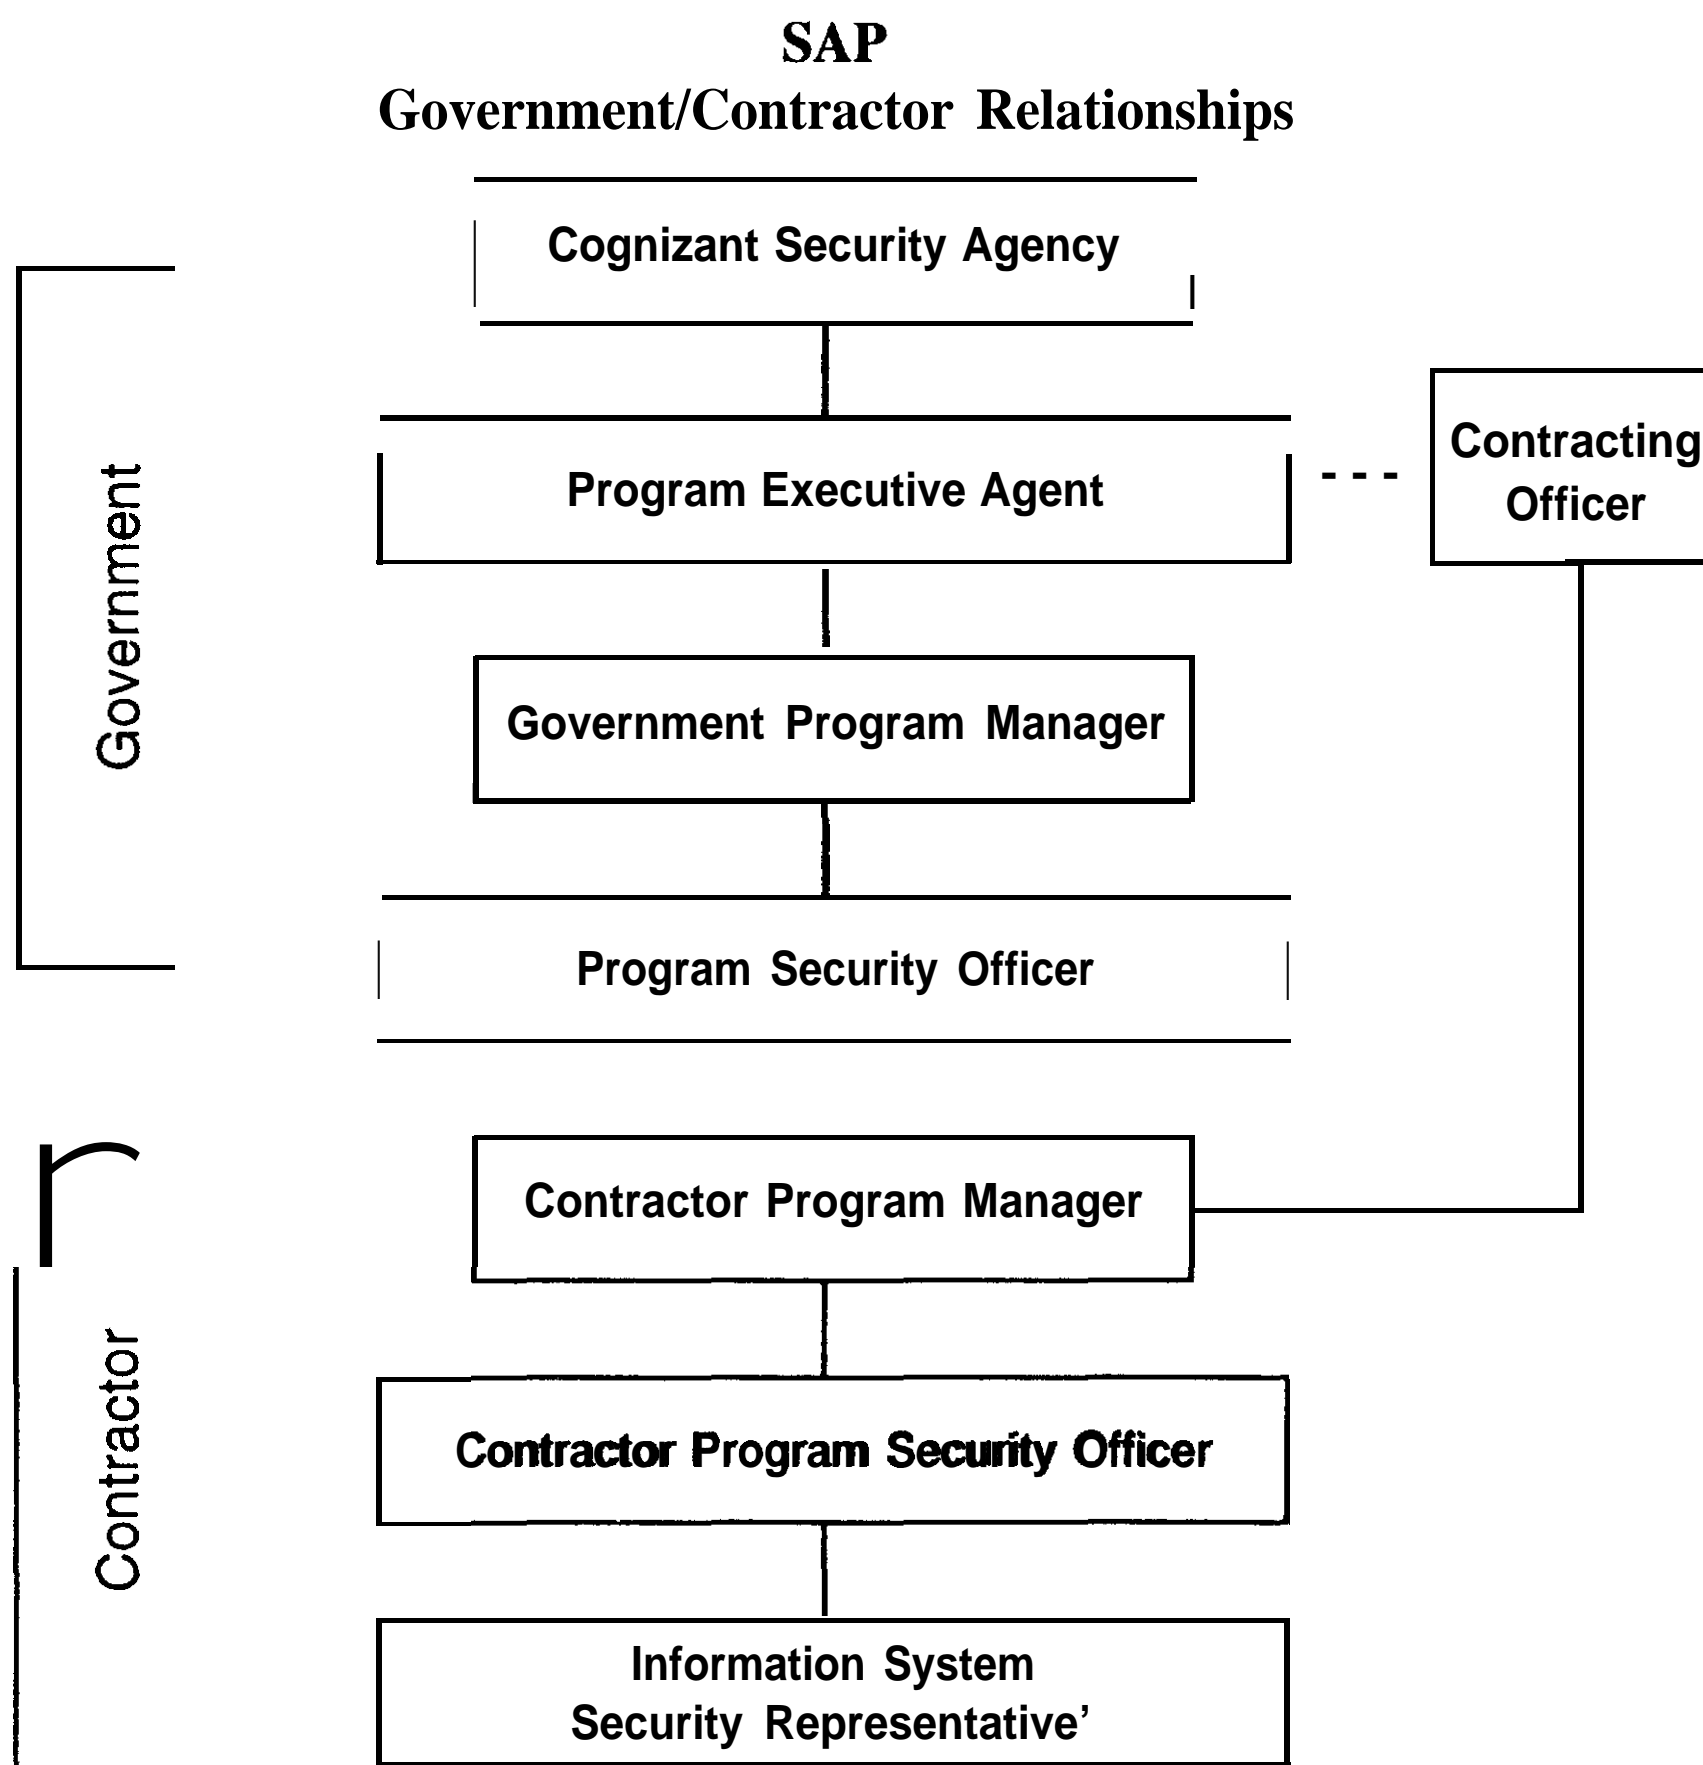 SAP
Government/Contractor Relationships
Cognizant Security Agency
Program Executive Agent
- - -
Contracting
Officer
Government
Government Program Manager
Program Security Officer
Contractor Program Manager
Contractor
Contractor Program Security Officer
Information System
Security Representative’